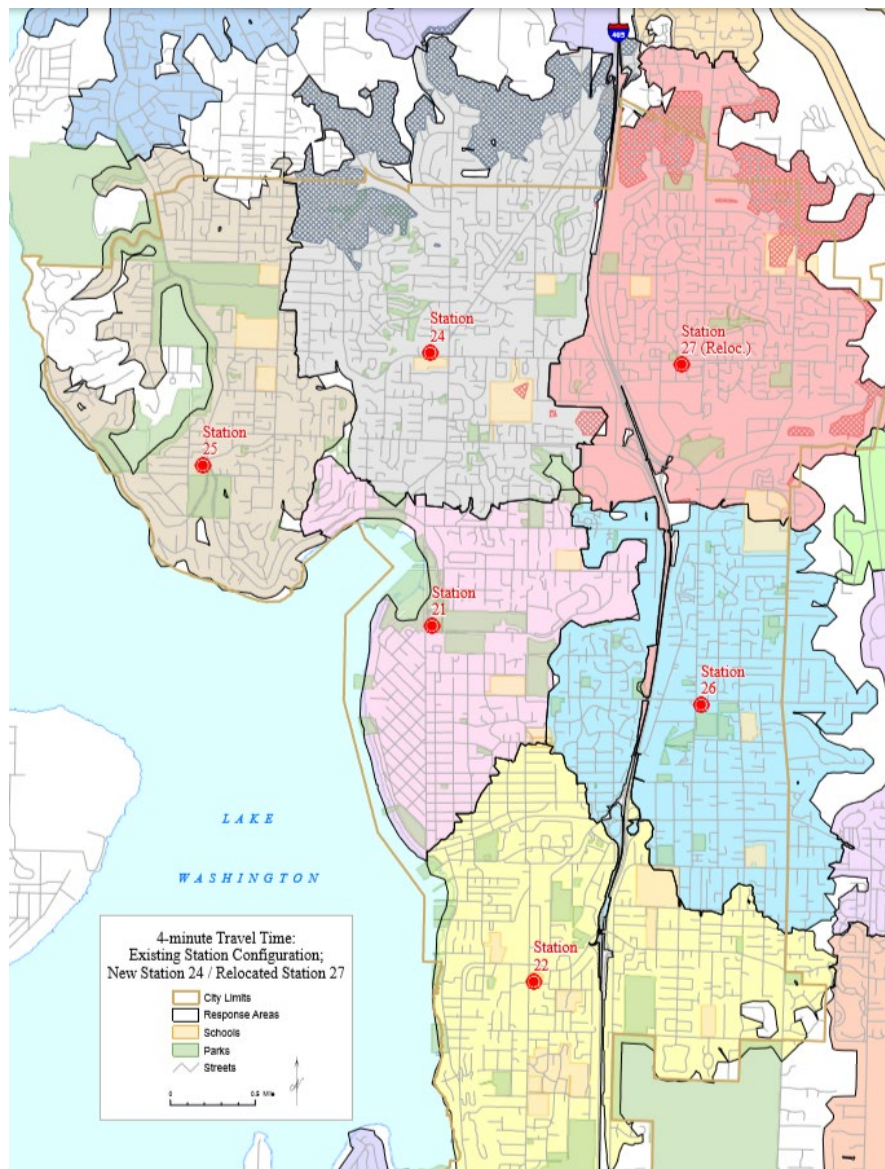 405
Station
24
Station
27 (Reloc.)
Station
25
Station
21
Station
26
LAKE
WASHINGTON
Station
22
4-minute Travel Time:
Existing Station Configuration;
New Station 24 / Relocated Station 27
City Limits
Response Areas
Schools
Parks
Streets
0 0.5 Mile
N